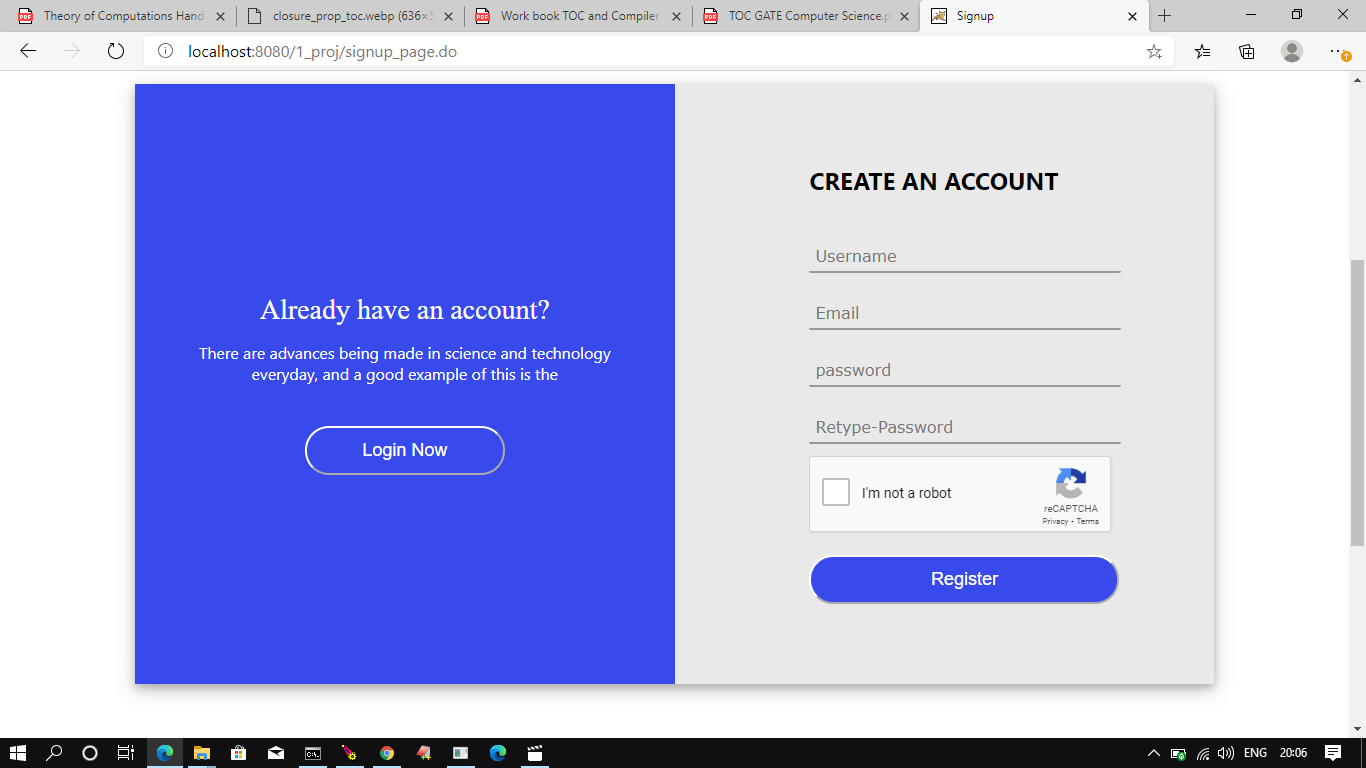 Theory of Computations Hand
closure_prop_toc.webp (636×5
Work book TOC and Compiler
TOC GATE Computer Science.p
Signup
localhost:8080/1_proj/signup_page.do
Already have an account?
There are advances being made in science and technology
everyday, and a good example of this is the
Login Now
CREATE AN ACCOUNT
Username
Email
password
Retype-Password
I'm not a robot
reCAPTCHA
Privacy - Terms
Register
ENG
20:06